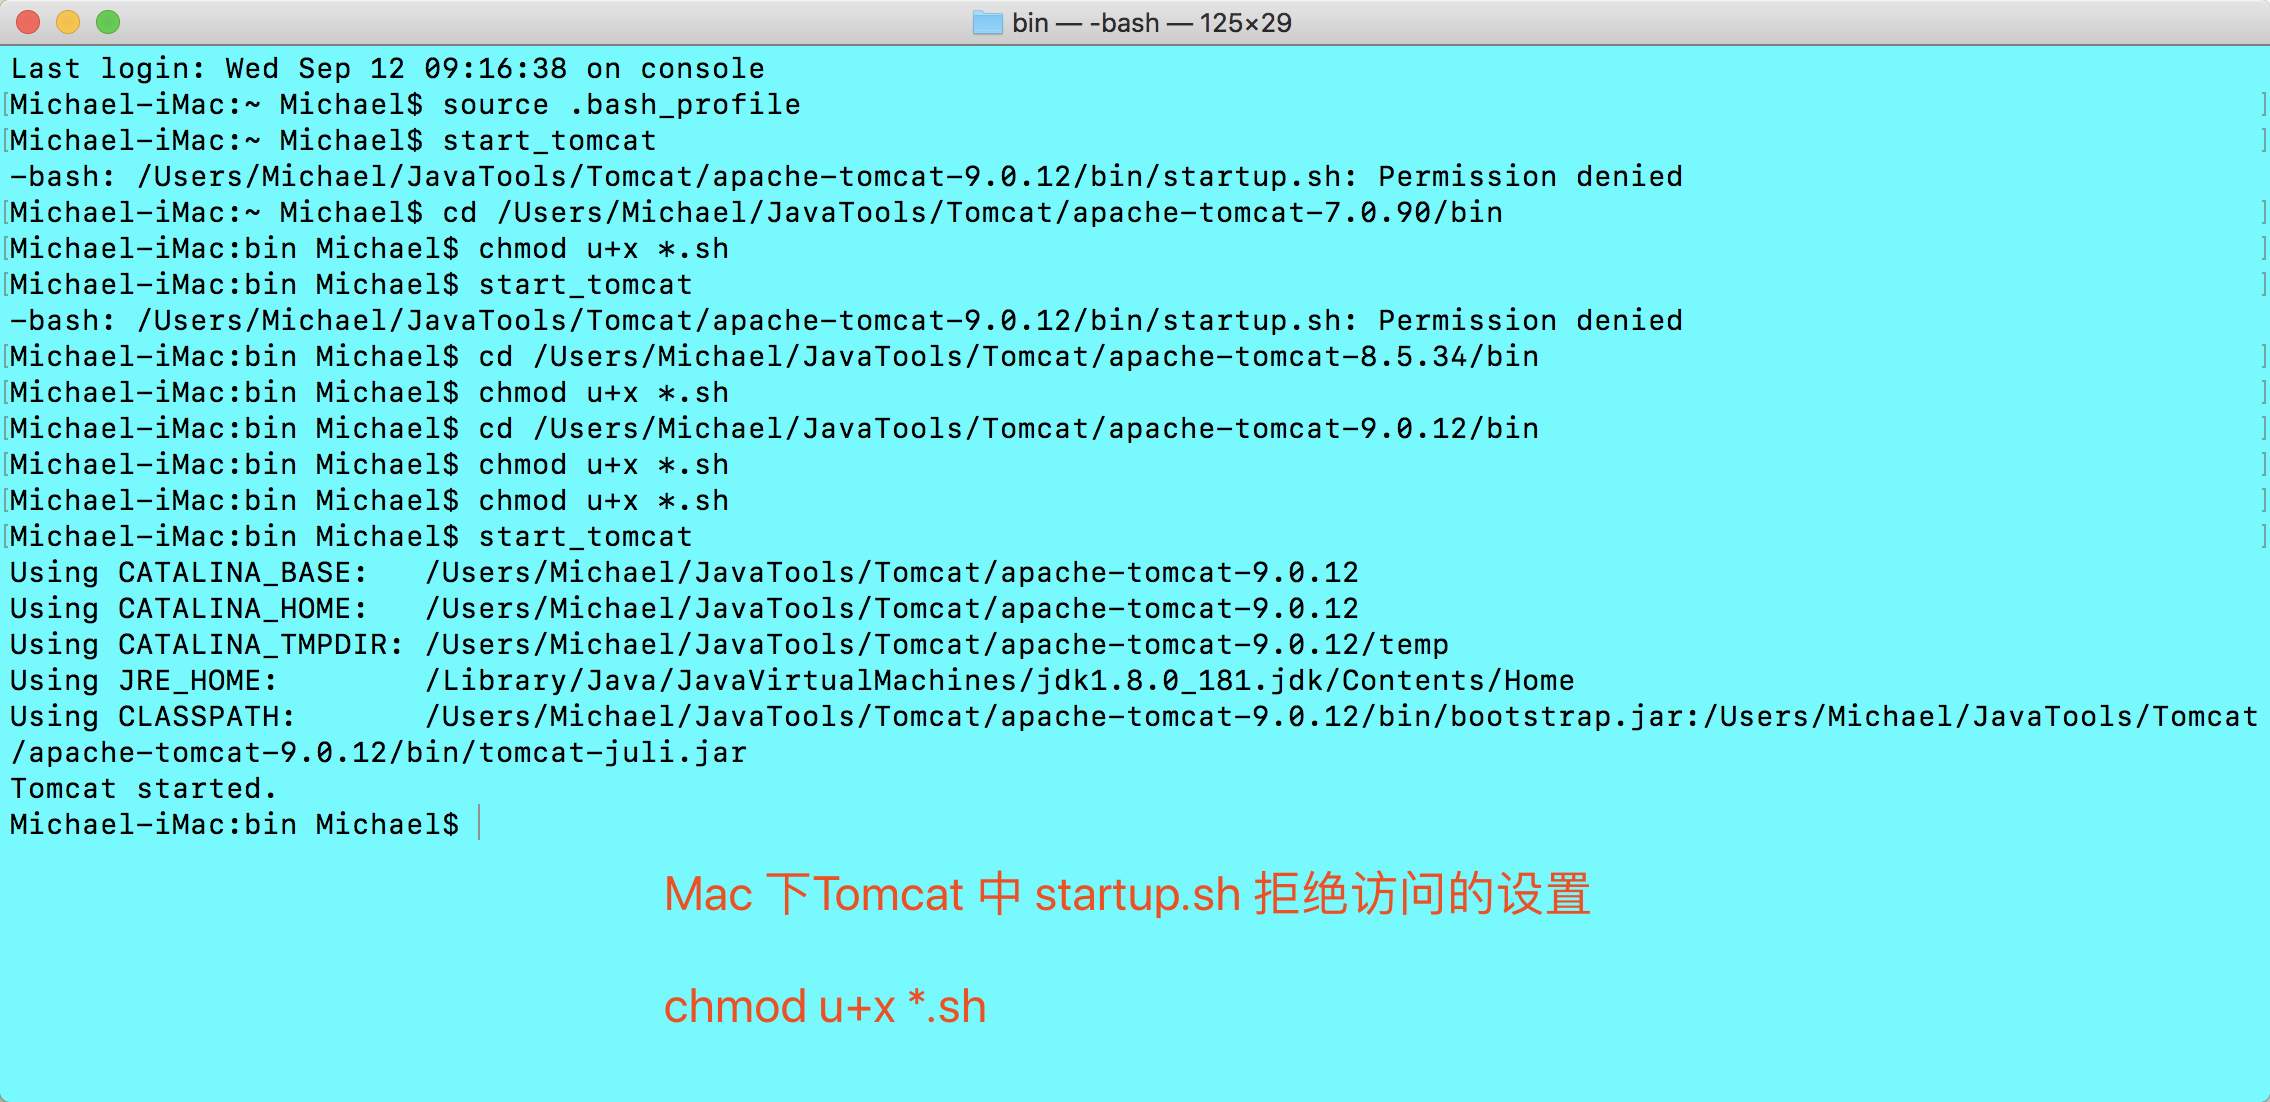 bin — -bash — 125×29
Last login: Wed Sep 12 09:16:38 on console
[Michael-iMac:~ Michael$ source .bash_profile ]
[Michael-iMac:~ Michael$ start_tomcat ]
-bash: /Users/Michael/JavaTools/Tomcat/apache-tomcat-9.0.12/bin/startup.sh: Permission denied
[Michael-iMac:~ Michael$ cd /Users/Michael/JavaTools/Tomcat/apache-tomcat-7.0.90/bin ]
[Michael-iMac:bin Michael$ chmod u+x *.sh ]
[Michael-iMac:bin Michael$ start_tomcat ]
-bash: /Users/Michael/JavaTools/Tomcat/apache-tomcat-9.0.12/bin/startup.sh: Permission denied
[Michael-iMac:bin Michael$ cd /Users/Michael/JavaTools/Tomcat/apache-tomcat-8.5.34/bin ]
[Michael-iMac:bin Michael$ chmod u+x *.sh ]
[Michael-iMac:bin Michael$ cd /Users/Michael/JavaTools/Tomcat/apache-tomcat-9.0.12/bin ]
[Michael-iMac:bin Michael$ chmod u+x *.sh ]
[Michael-iMac:bin Michael$ chmod u+x *.sh ]
[Michael-iMac:bin Michael$ start_tomcat ]
Using CATALINA_BASE:   /Users/Michael/JavaTools/Tomcat/apache-tomcat-9.0.12
Using CATALINA_HOME:   /Users/Michael/JavaTools/Tomcat/apache-tomcat-9.0.12
Using CATALINA_TMPDIR: /Users/Michael/JavaTools/Tomcat/apache-tomcat-9.0.12/temp
Using JRE_HOME:        /Library/Java/JavaVirtualMachines/jdk1.8.0_181.jdk/Contents/Home
Using CLASSPATH:       /Users/Michael/JavaTools/Tomcat/apache-tomcat-9.0.12/bin/bootstrap.jar:/Users/Michael/JavaTools/Tomcat
/apache-tomcat-9.0.12/bin/tomcat-juli.jar
Tomcat started.
Michael-iMac:bin Michael$
Mac 下Tomcat 中 startup.sh 拒绝访问的设置
chmod u+x *.sh